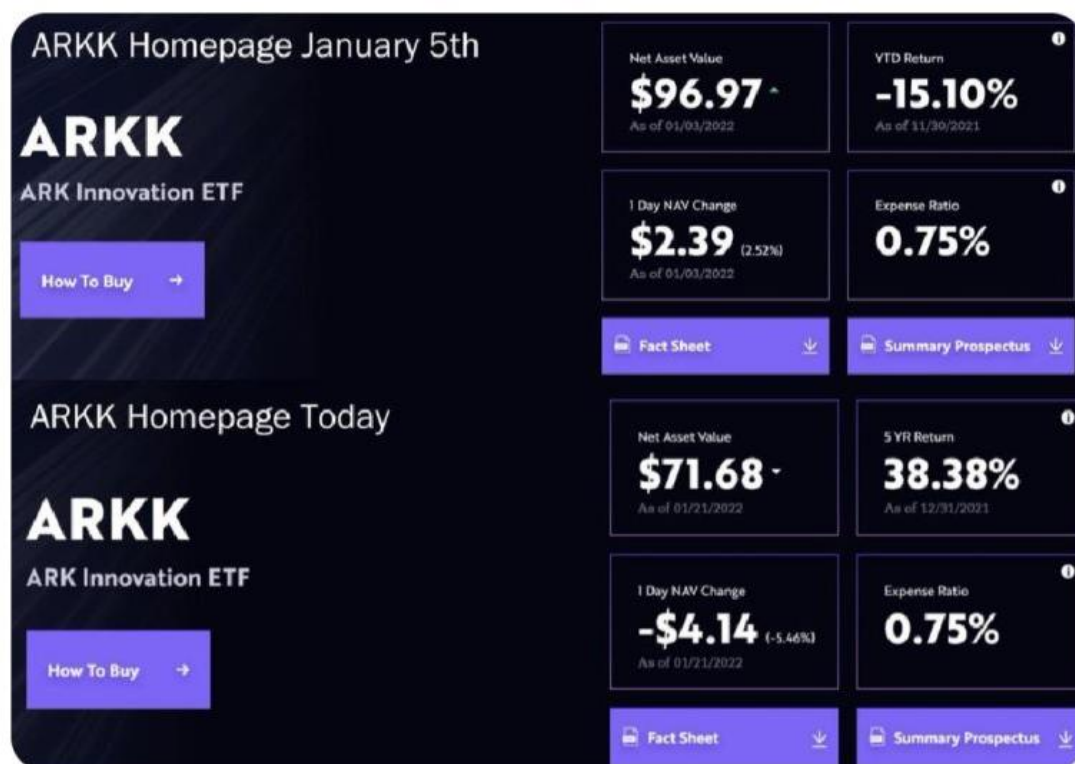 ARKK Homepage January 5th
ARKK
ARK Innovation ETF
How To Buy
Net Asset Value
$96.97
As of 01/03/2022
YTD Return
-15.10%
As of 11/30/2021
1 Day NAV Change
$2.39 (2.52%)
As of 01/03/2022
Expense Ratio
0.75%
Fact Sheet
Summary Prospectus
ARKK Homepage Today
ARKK
ARK Innovation ETF
How To Buy
Net Asset Value
$71.68
As of 01/21/2022
5 YR Return
38.38%
As of 12/31/2021
1 Day NAV Change
-$4.14 (-5.46%)
As of 01/21/2022
Expense Ratio
0.75%
Fact Sheet
Summary Prospectus